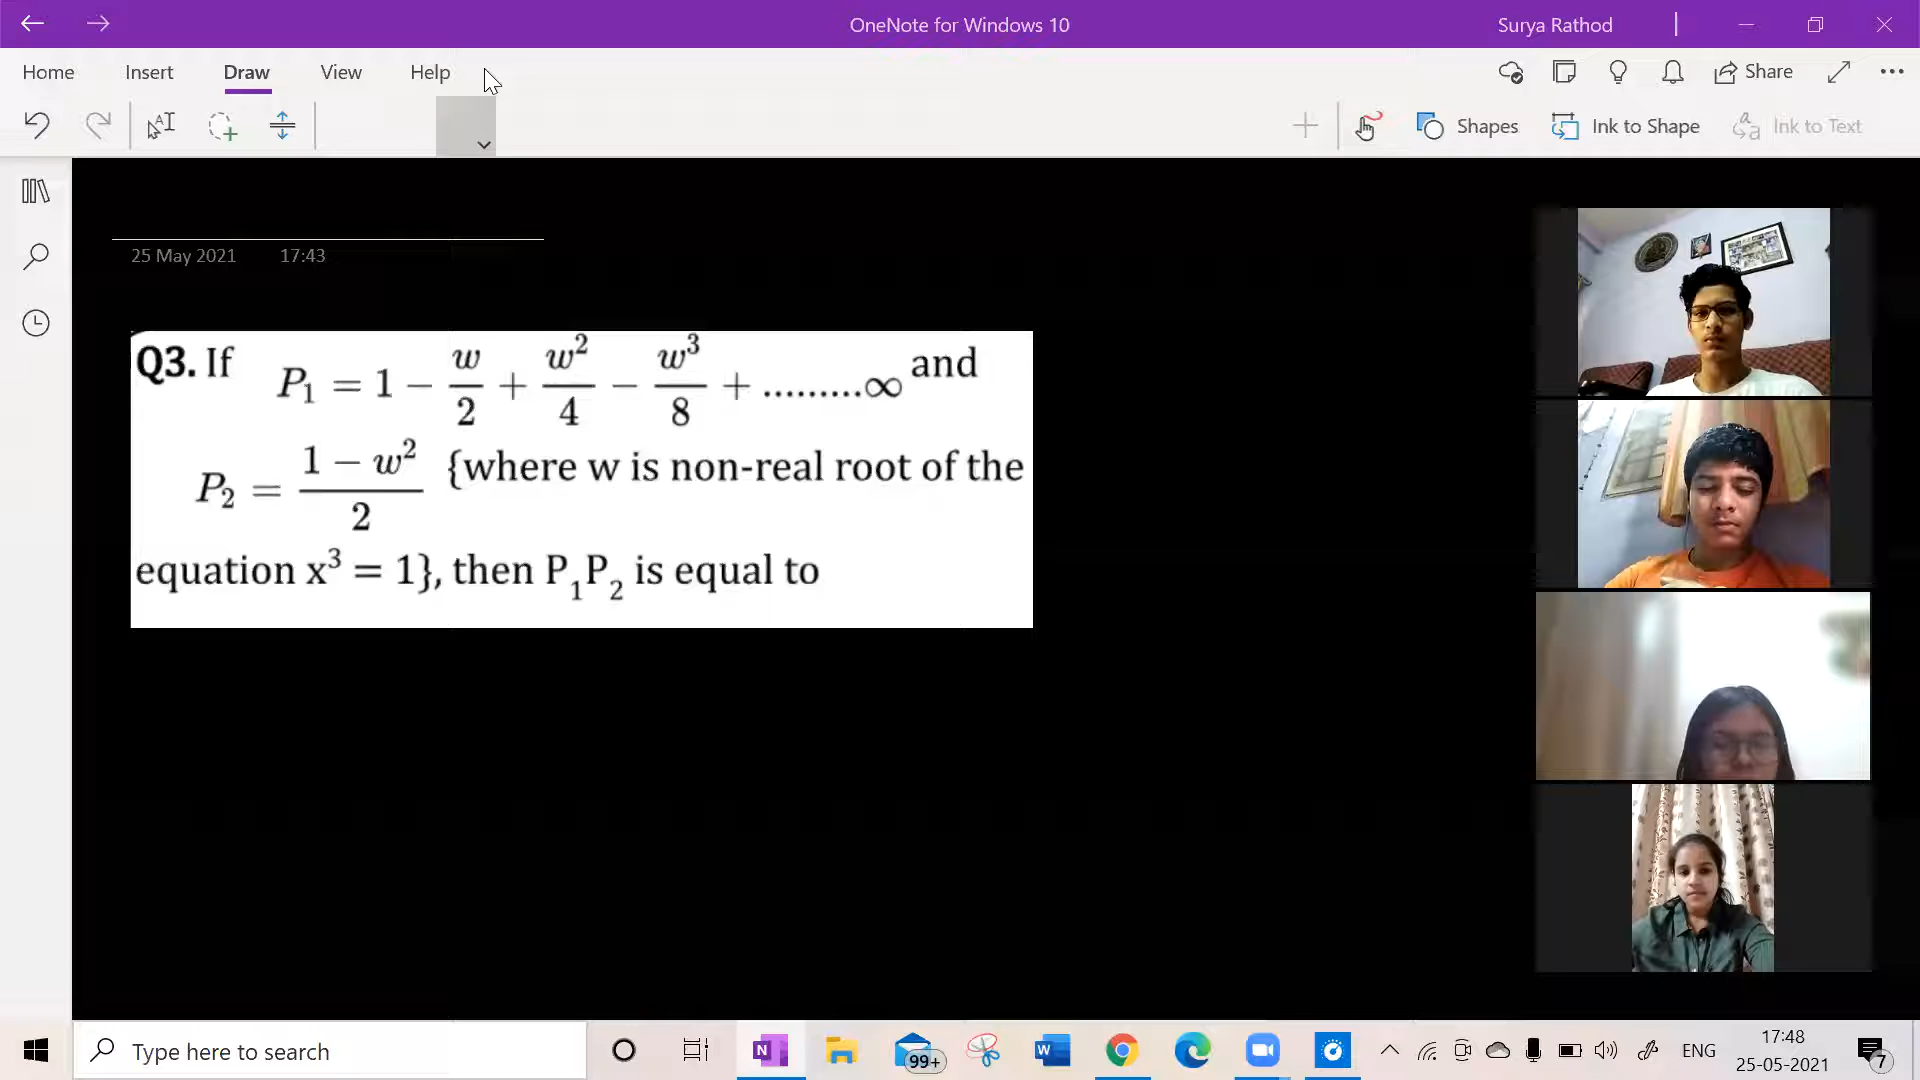 OneNote for Windows 10
Surya Rathod
Home Insert Draw View Help
Share
Shapes Ink to Shape Ink to Text
25 May 2021 17:43
Q3. If P₁ = 1 − w/2 + w²/4 − w³/8 + .........∞ and
P₂ = (1 − w²)/2 {where w is non-real root of the
equation x³ = 1}, then P₁P₂ is equal to
Type here to search
99+
ENG
17:48
25-05-2021
7